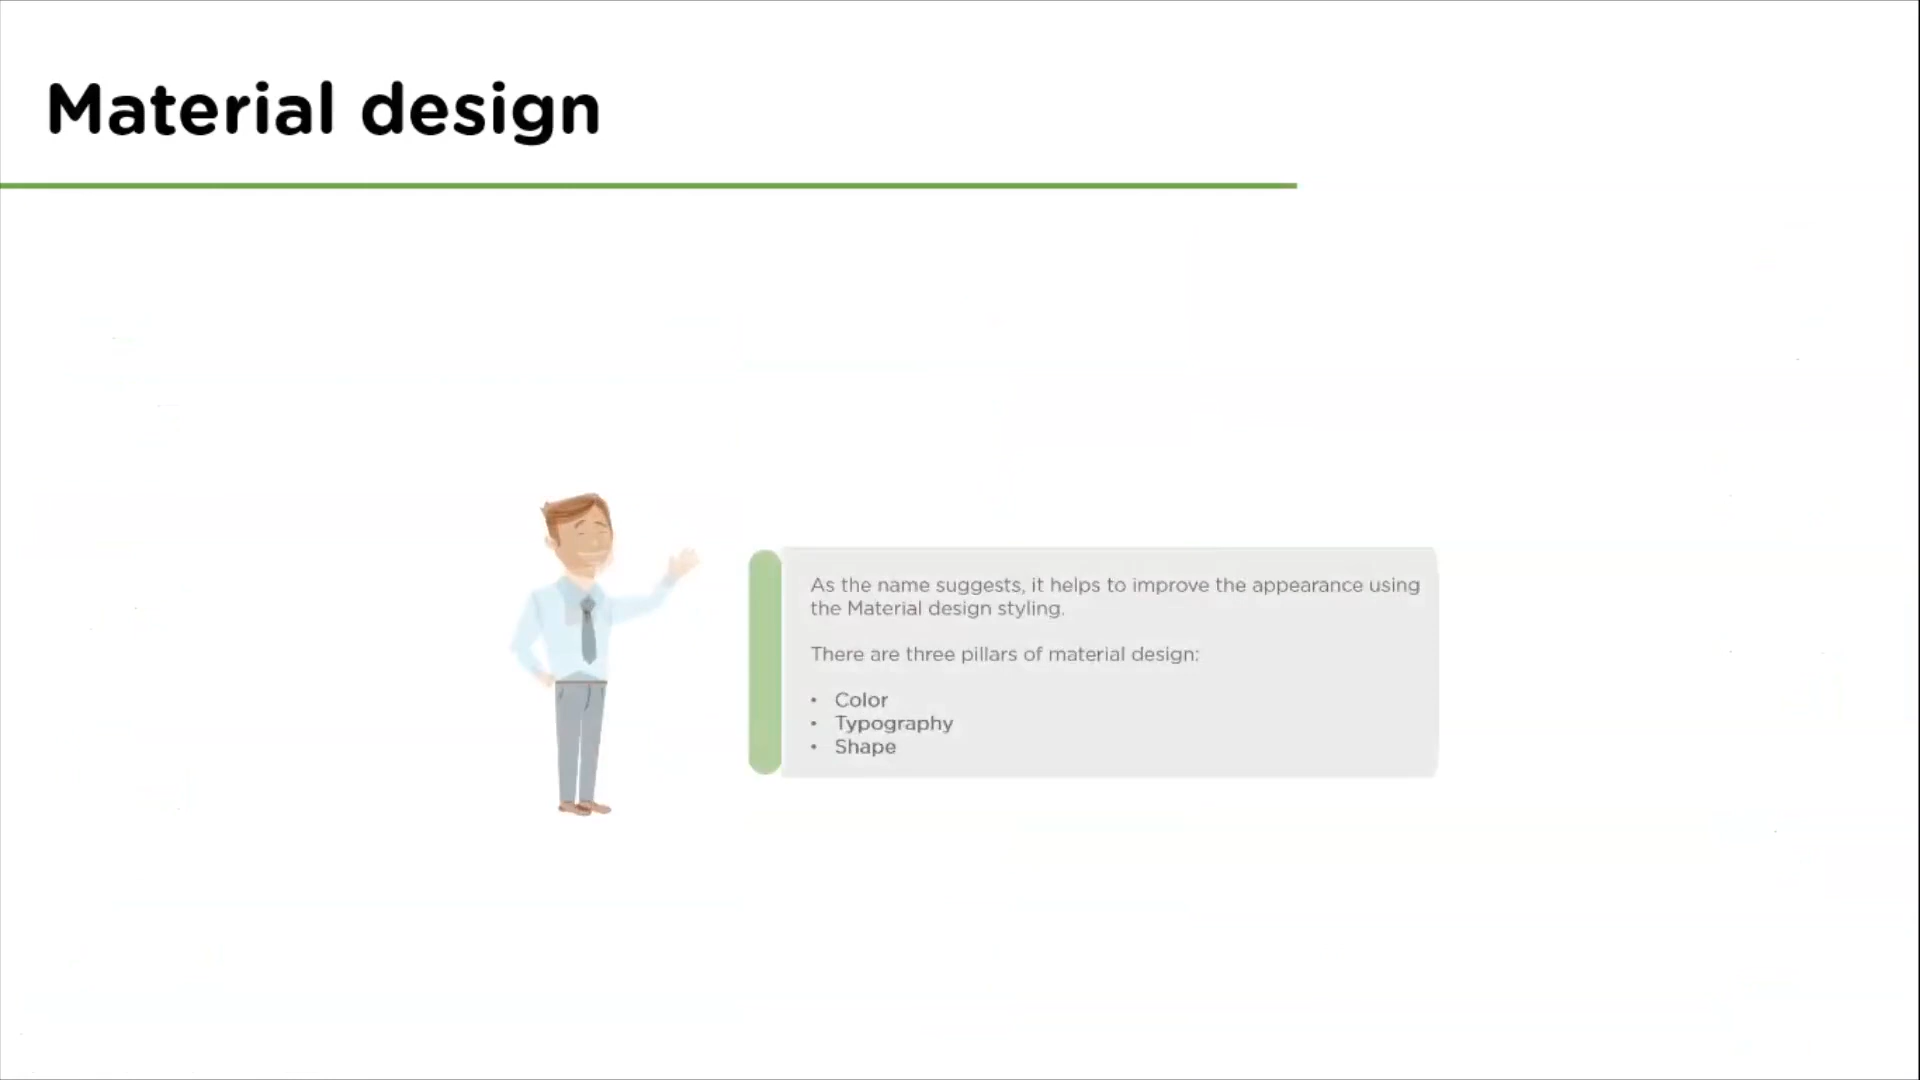 Material design
As the name suggests, it helps to improve the appearance using
the Material design styling.
There are three pillars of material design:
• Color
• Typography
• Shape